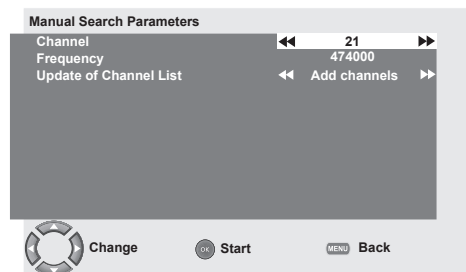 Manual Search Parameters
Channel 21
Frequency 474000
Update of Channel List Add channels
Change OK Start MENU Back